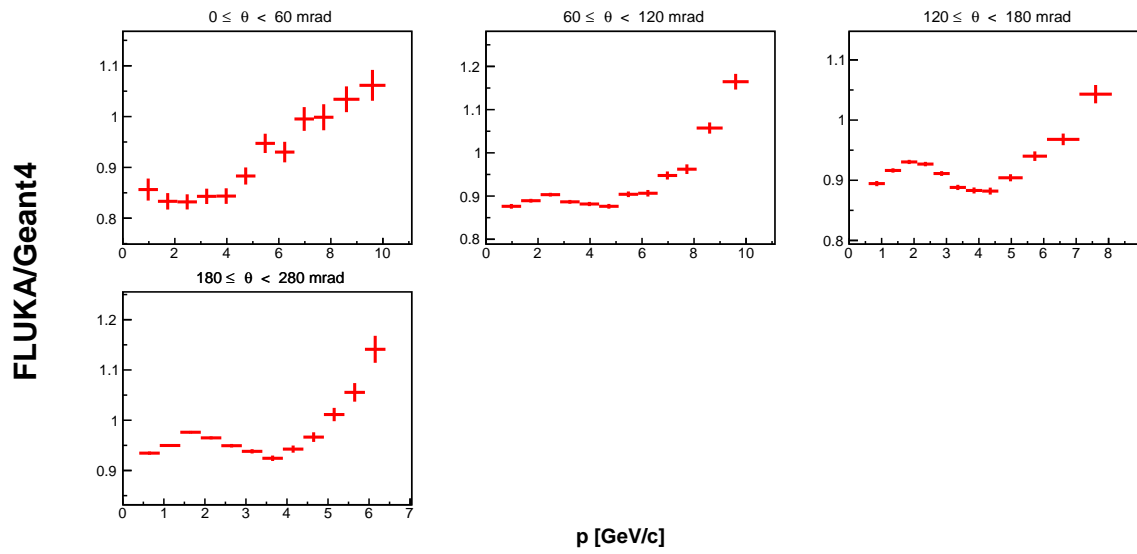 0 ≤ θ < 60 mrad
60 ≤ θ < 120 mrad
120 ≤ θ < 180 mrad
1.1
1
0.9
0.8
0 2 4 6 8 10
1.2
1.1
1
0.9
0.8
0 2 4 6 8 10
1.1
1
0.9
0.8
0 1 2 3 4 5 6 7 8
180 ≤ θ < 280 mrad
1.2
1.1
1
0.9
0 1 2 3 4 5 6 7
FLUKA/Geant4
p [GeV/c]